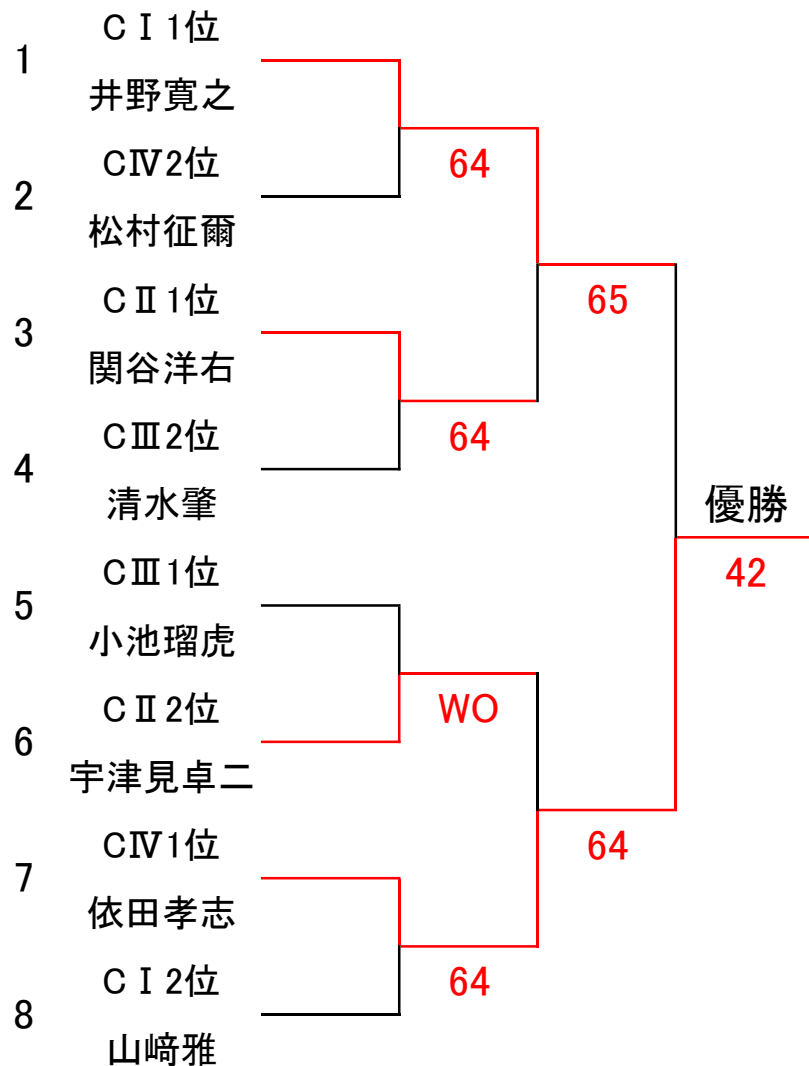 CⅠ1位
1
井野寛之
64
CⅣ2位
2
松村征爾
65
CⅡ1位
3
関谷洋右
64
CⅢ2位
4
清水肇
優勝
42
CⅢ1位
5
小池瑠虎
WO
CⅡ2位
6
宇津見卓二
64
CⅣ1位
7
依田孝志
64
CⅠ2位
8
山﨑雅